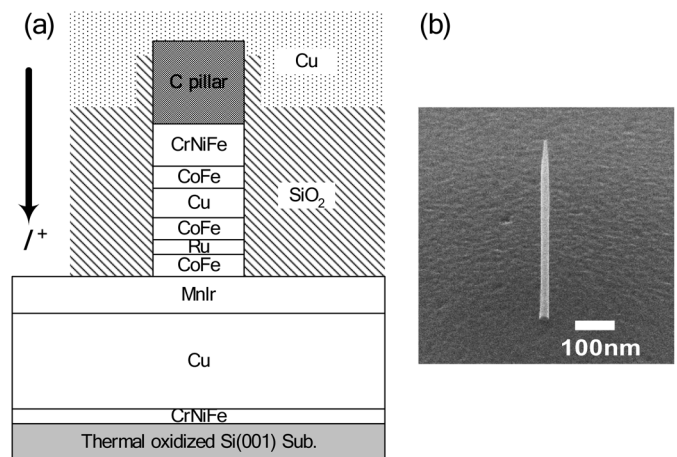 (a)
Cu
C pillar
CrNiFe
CoFe
Cu
SiO₂
CoFe
Ru
CoFe
I⁺
MnIr
Cu
CrNiFe
Thermal oxidized Si(001) Sub.
(b)
100nm